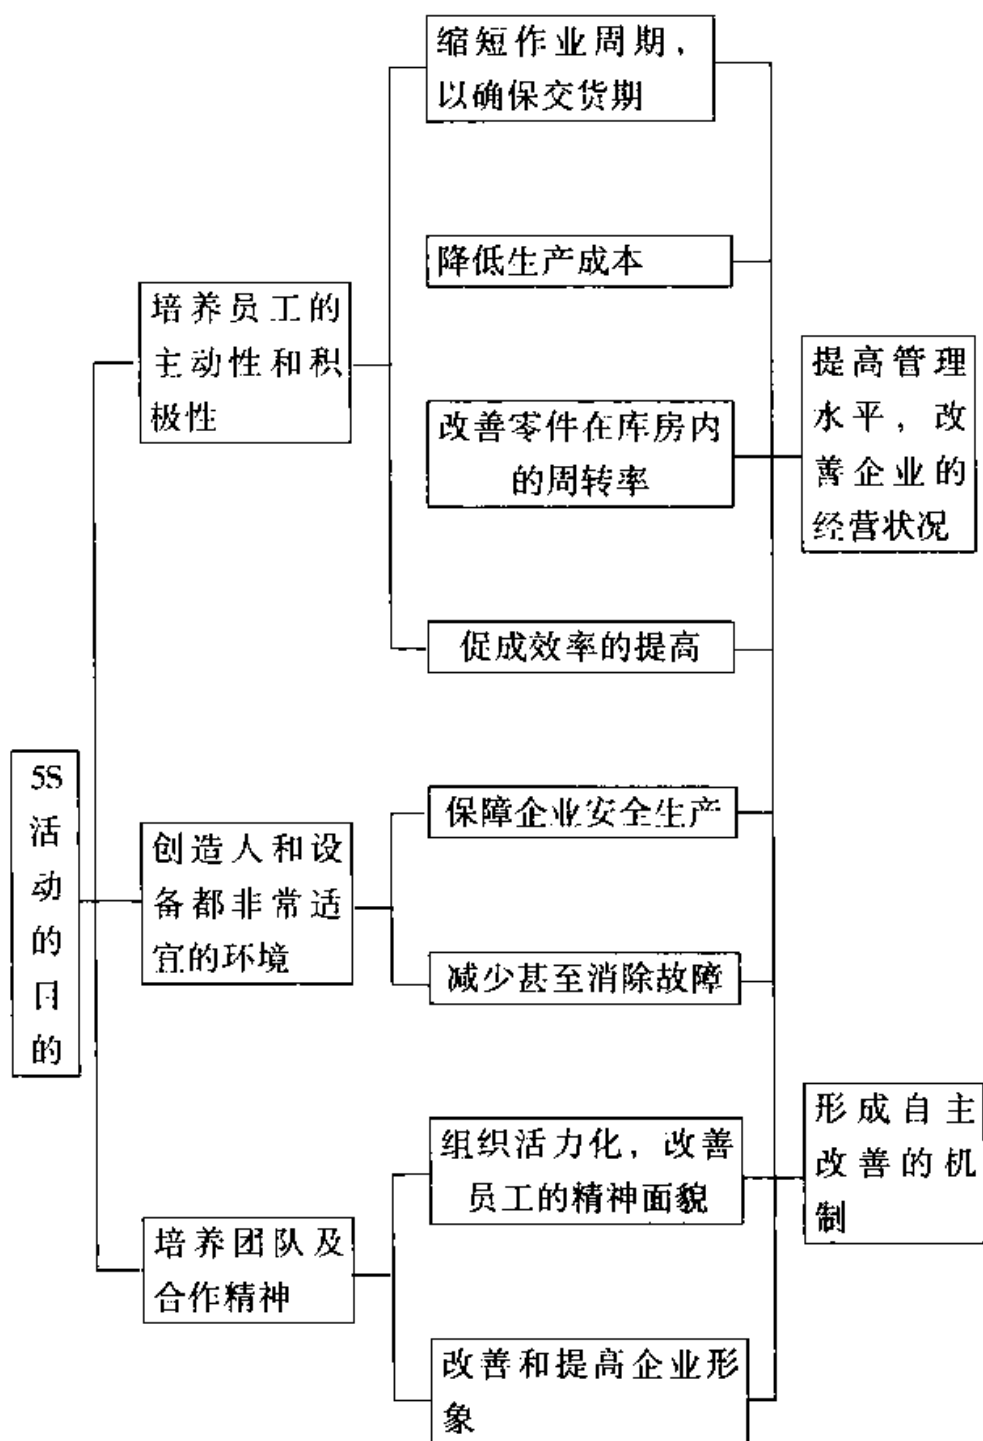 缩短作业周期，
以确保交货期
降低生产成本
培养员工的
主动性和积
极性
改善零件在库房内
的周转率
提高管理
水平，改
善企业的
经营状况
促成效率的提高
5S
活
动
的
目
的
保障企业安全生产
创造人和设
备都非常适
宜的环境
减少甚至消除故障
组织活力化，改善
员工的精神面貌
形成自主
改善的机
制
培养团队及
合作精神
改善和提高企业形
象